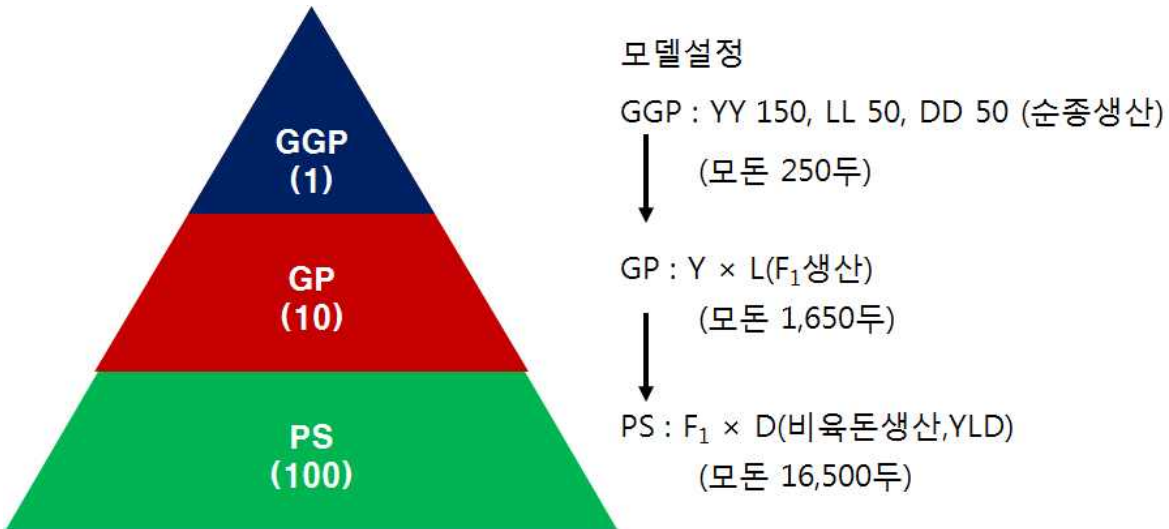 GGP
(1)
GP
(10)
PS
(100)
모델설정
GGP : YY 150, LL 50, DD 50 (순종생산)
(모돈 250두)
GP : Y × L(F₁생산)
(모돈 1,650두)
PS : F₁ × D(비육돈생산,YLD)
(모돈 16,500두)